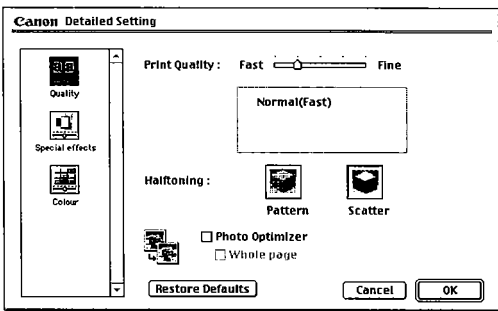 Canon Detailed Setting
Print Quality : Fast Fine
Quality
Normal(Fast)
Special effects
Halftoning :
Colour
Pattern Scatter
Photo Optimizer
Whole page
Restore Defaults Cancel OK